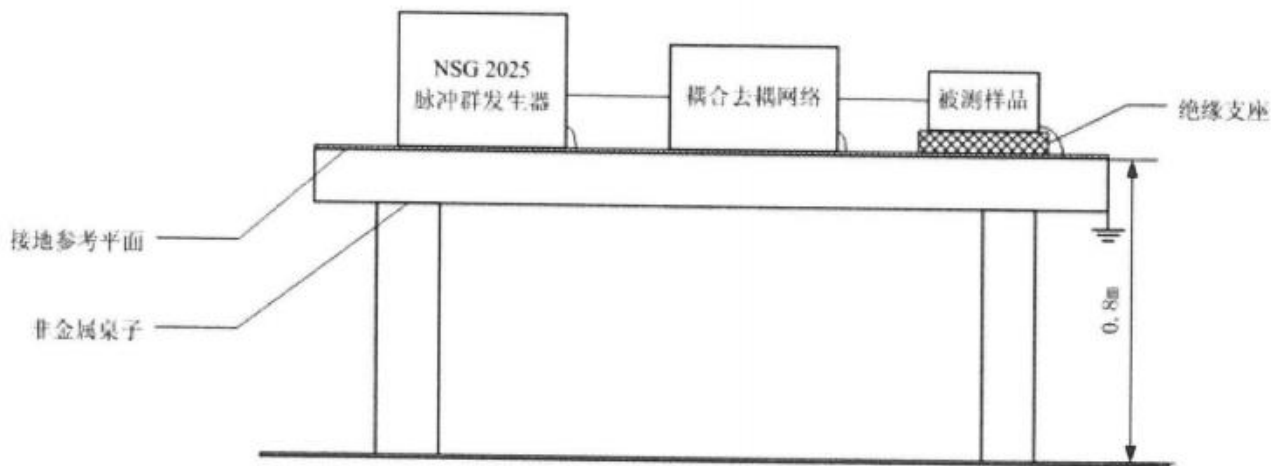 NSG 2025
脉冲群发生器
耦合去耦网络
被测样品
绝缘支座
接地参考平面
非金属桌子
0.8m